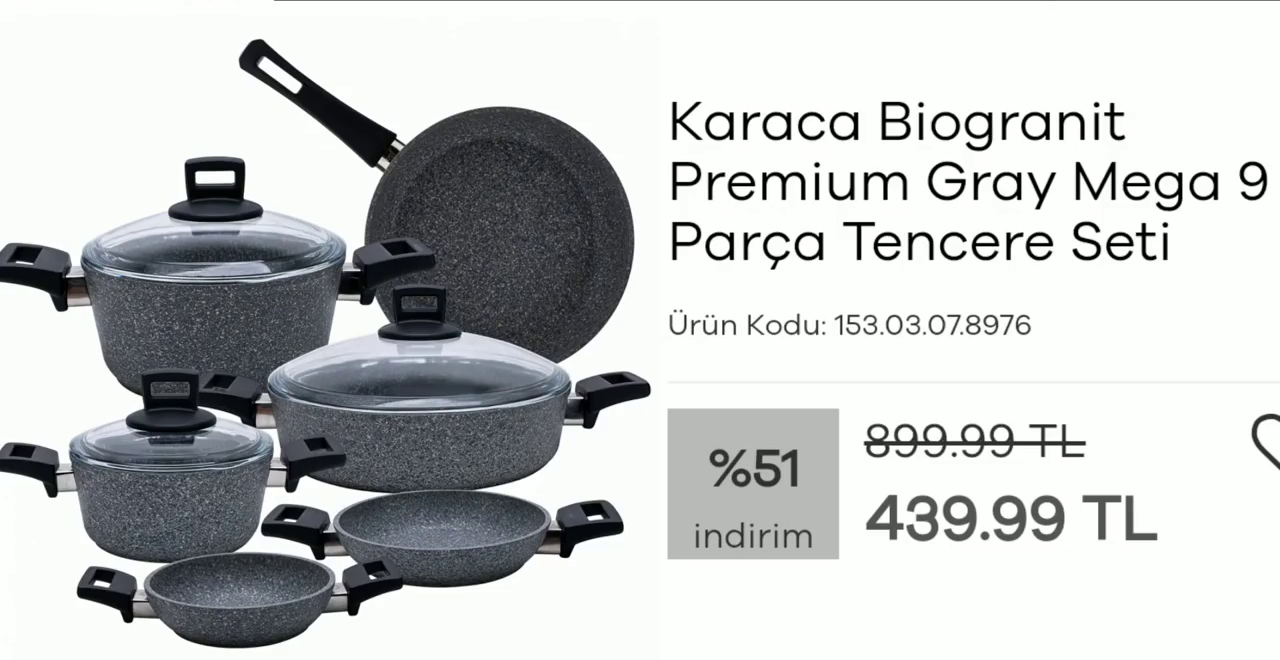 Karaca Biogranit
Premium Gray Mega 9
Parça Tencere Seti
Ürün Kodu: 153.03.07.8976
%51
indirim
899.99 TL
439.99 TL